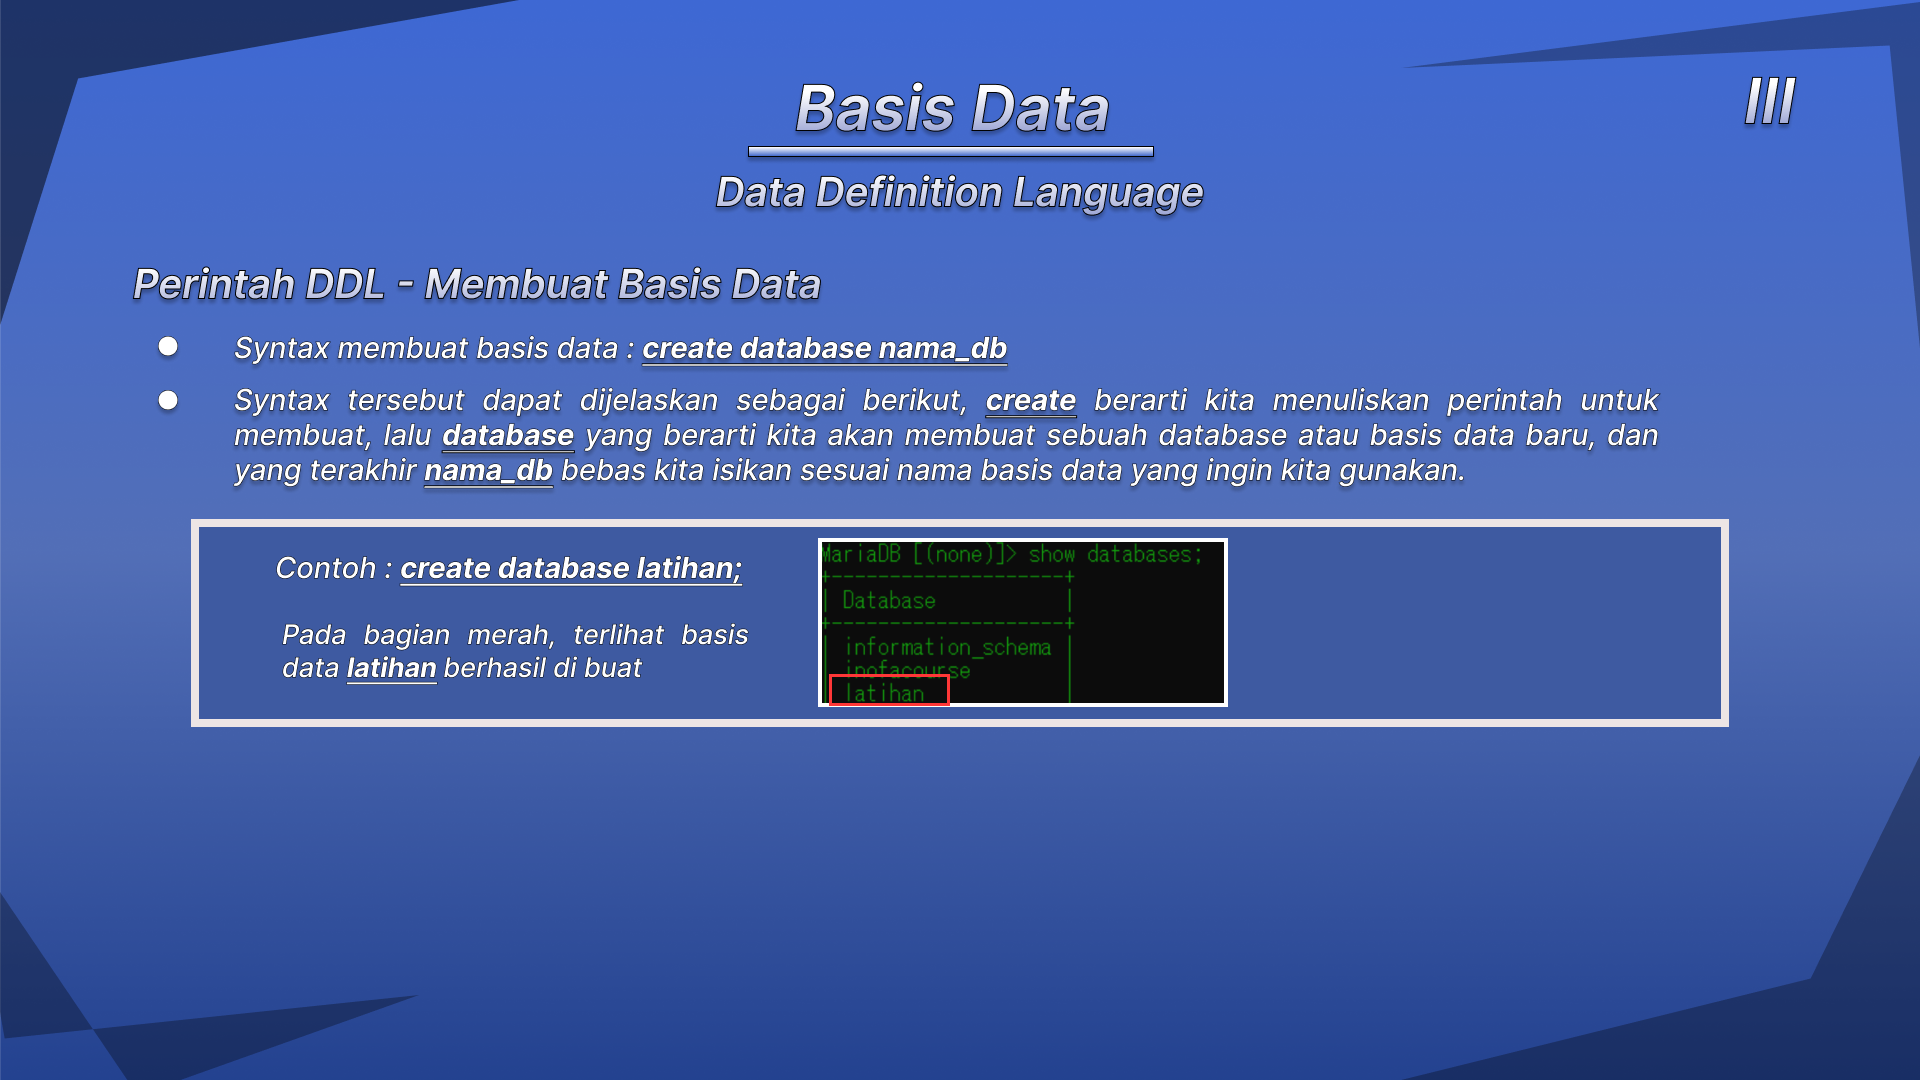 Basis Data
III
Data Definition Language
Perintah DDL - Membuat Basis Data
Syntax membuat basis data : create database nama_db
Syntax tersebut dapat dijelaskan sebagai berikut, create berarti kita menuliskan perintah untuk
membuat, lalu database yang berarti kita akan membuat sebuah database atau basis data baru, dan
yang terakhir nama_db bebas kita isikan sesuai nama basis data yang ingin kita gunakan.
Contoh : create database latihan;
Pada bagian merah, terlihat basis
data latihan berhasil di buat
MariaDB [(none)]> show databases;
+--------------------+
| Database           |
+--------------------+
| information_schema |
| inofacourse        |
| latihan            |